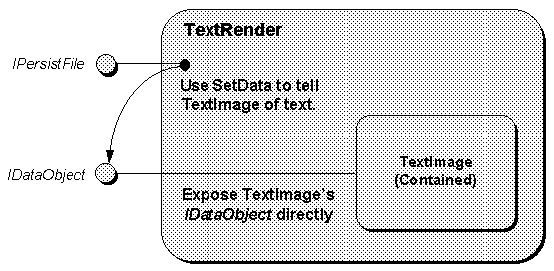 TextRender
IPersistFile
Use SetData to tell
TextImage of text.
TextImage
(Contained)
IDataObject
Expose TextImage's
IDataObject directly